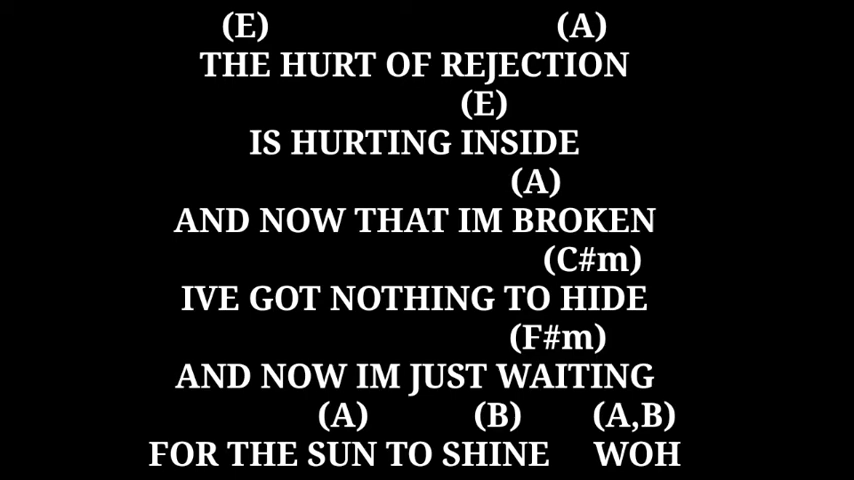 (E) (A)
THE HURT OF REJECTION
(E)
IS HURTING INSIDE
(A)
AND NOW THAT IM BROKEN
(C#m)
IVE GOT NOTHING TO HIDE
(F#m)
AND NOW IM JUST WAITING
(A) (B) (A,B)
FOR THE SUN TO SHINE WOH